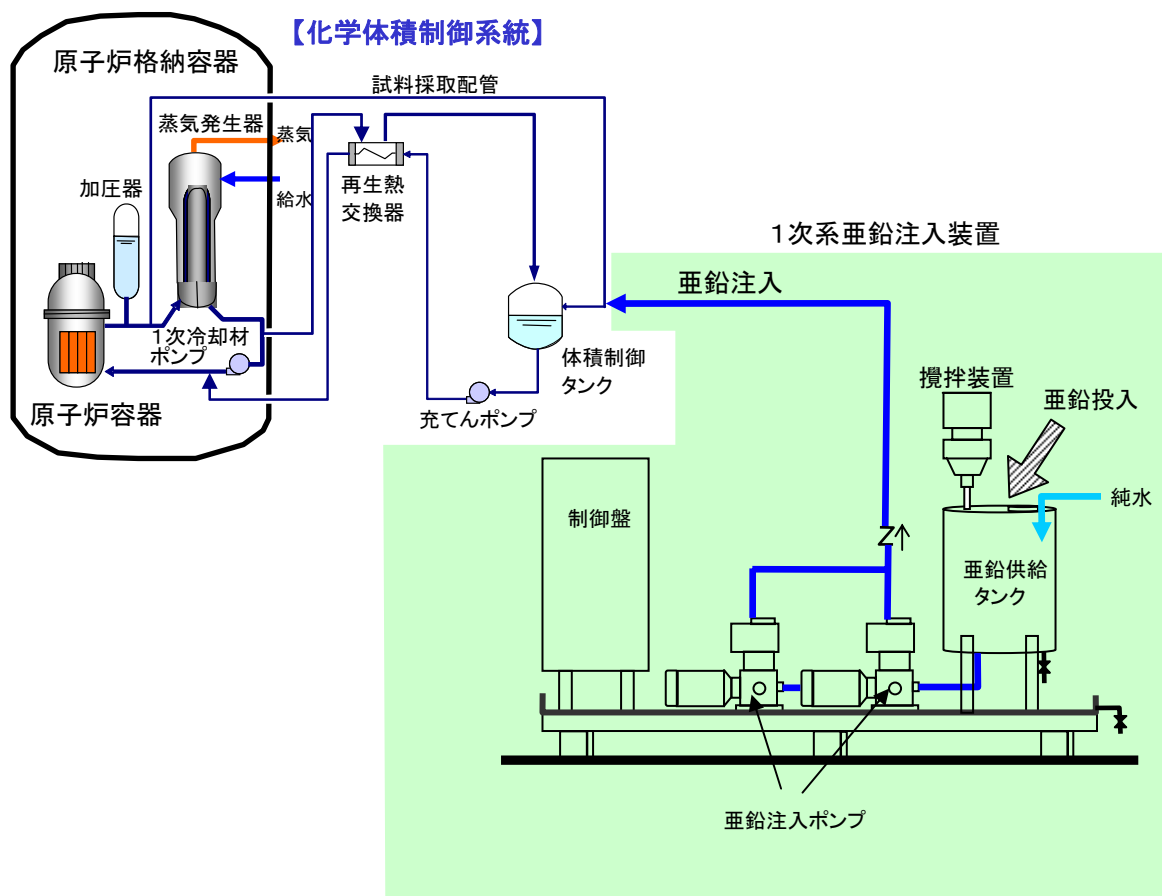 【化学体積制御系統】
原子炉格納容器
試料採取配管
蒸気発生器
蒸気
加圧器
給水
再生熱
交換器
1次系亜鉛注入装置
亜鉛注入
1次冷却材
ポンプ
体積制御
タンク
原子炉容器
充てんポンプ
攪拌装置
亜鉛投入
純水
制御盤
亜鉛供給
タンク
亜鉛注入ポンプ